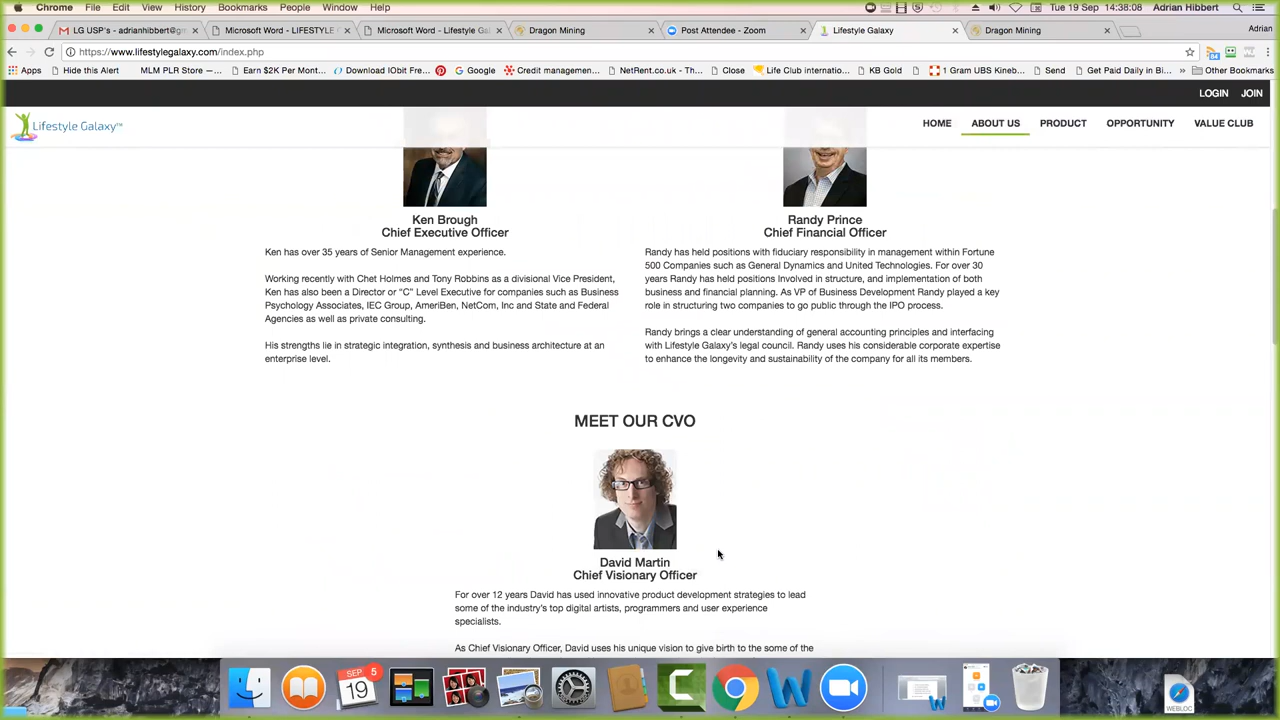 Chrome File Edit View History Bookmarks People Window Help Tue 19 Sep 14:38:08 Adrian Hibbert
LG USP's - adrianhibbert@gm Microsoft Word - LIFESTYLE Microsoft Word - Lifestyle Gal Dragon Mining Post Attendee - Zoom Lifestyle Galaxy Dragon Mining Adrian
https://www.lifestylegalaxy.com/index.php
Apps Hide this Alert MLM PLR Store —... Earn $2K Per Mont... Download IObit Fre... Google Credit managemen... NetRent.co.uk - Th... Close Life Club internatio... KB Gold 1 Gram UBS Kineb... Send Get Paid Daily in Bi... » Other Bookmarks
LOGIN JOIN
Lifestyle Galaxy™ HOME ABOUT US PRODUCT OPPORTUNITY VALUE CLUB
Ken Brough
Chief Executive Officer
Ken has over 35 years of Senior Management experience.
Working recently with Chet Holmes and Tony Robbins as a divisional Vice President,
Ken has also been a Director or “C” Level Executive for companies such as Business
Psychology Associates, IEC Group, AmeriBen, NetCom, Inc and State and Federal
Agencies as well as private consulting.
His strengths lie in strategic integration, synthesis and business architecture at an
enterprise level.
Randy Prince
Chief Financial Officer
Randy has held positions with fiduciary responsibility in management within Fortune
500 Companies such as General Dynamics and United Technologies. For over 30
years Randy has held positions Involved in structure, and implementation of both
business and financial planning. As VP of Business Development Randy played a key
role in structuring two companies to go public through the IPO process.
Randy brings a clear understanding of general accounting principles and interfacing
with Lifestyle Galaxy's legal council. Randy uses his considerable corporate expertise
to enhance the longevity and sustainability of the company for all its members.
MEET OUR CVO
David Martin
Chief Visionary Officer
For over 12 years David has used innovative product development strategies to lead
some of the industry's top digital artists, programmers and user experience
specialists.
As Chief Visionary Officer, David uses his unique vision to give birth to the some of the
SEP 5
19
WEBLOC